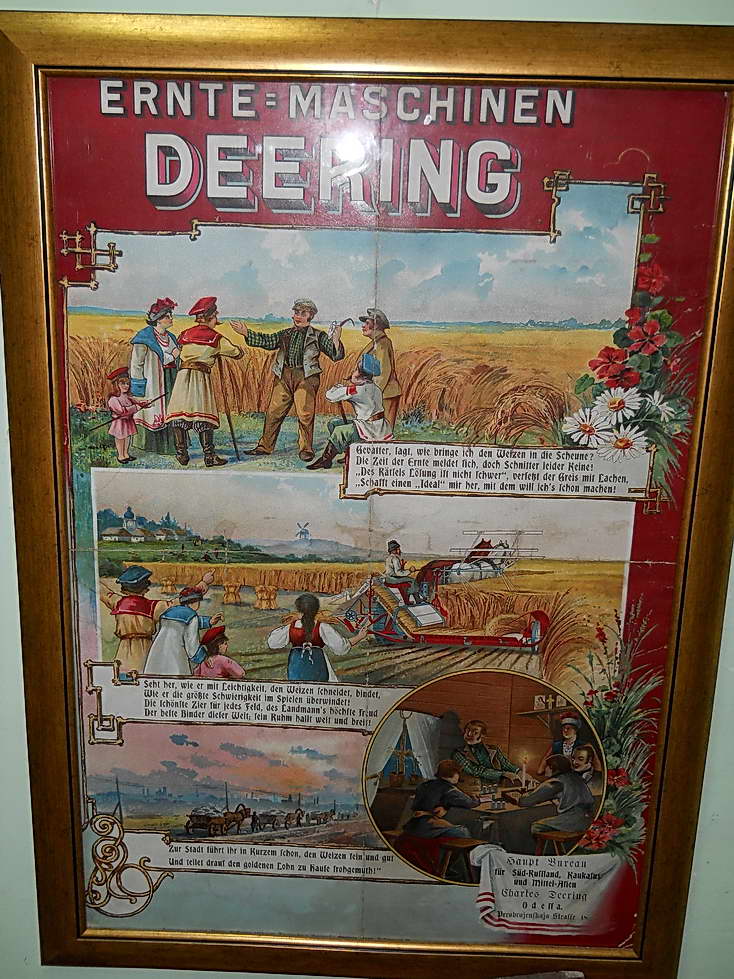 ERNTE=MASCHINEN
DEERING
Gevatter, sagt, wie bringe ich den Weizen in die Scheune?
Die Zeit der Ernte meldet sich, doch Schnitter leider Keine!
„Des Rätsels Lösung ist nicht schwer", versetzt der Greis mit Lachen,
„Schafft einen „Ideal" mir her, mit dem will ich's schon machen!
Seht her, wie er mit Leichtigkeit, den Weizen schneidet, bindet,
Wie er die größte Schwierigkeit im Spielen überwindet!
Die schönste Zier für jedes Feld, des Landmann's höchste Freud
Der beste Binder dieser Welt; sein Ruhm hallt weit und breit!
Zur Stadt führt ihr in Kurzem schon, den Weizen fein und gut
Und teilet drauf den goldenen Lohn zu Hause frohgemuth!"
Haupt Bureau
für Süd-Rußland, Kaukasus
und Mittel-Asien
Charles Deering
Odessa.
Straße